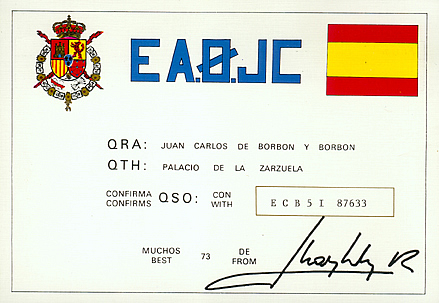 EAØJC
QRA: JUAN CARLOS DE BORBON Y BORBON
QTH: PALACIO DE LA ZARZUELA
CONFIRMA QSO: CON
CONFIRMS WITH
ECB5I 87633
MUCHOS 73 DE
BEST FROM